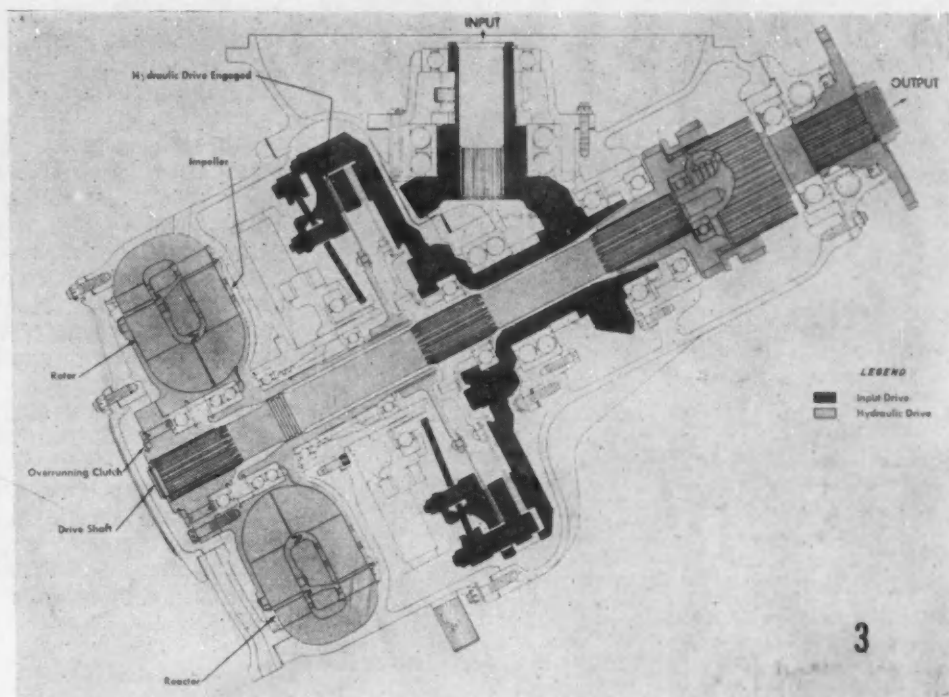 INPUT
Hydraulic Drive Engaged
OUTPUT
Impeller
Rotor
LEGEND
Input Drive
Hydraulic Drive
Overrunning Clutch
Drive Shaft
Reactor
3